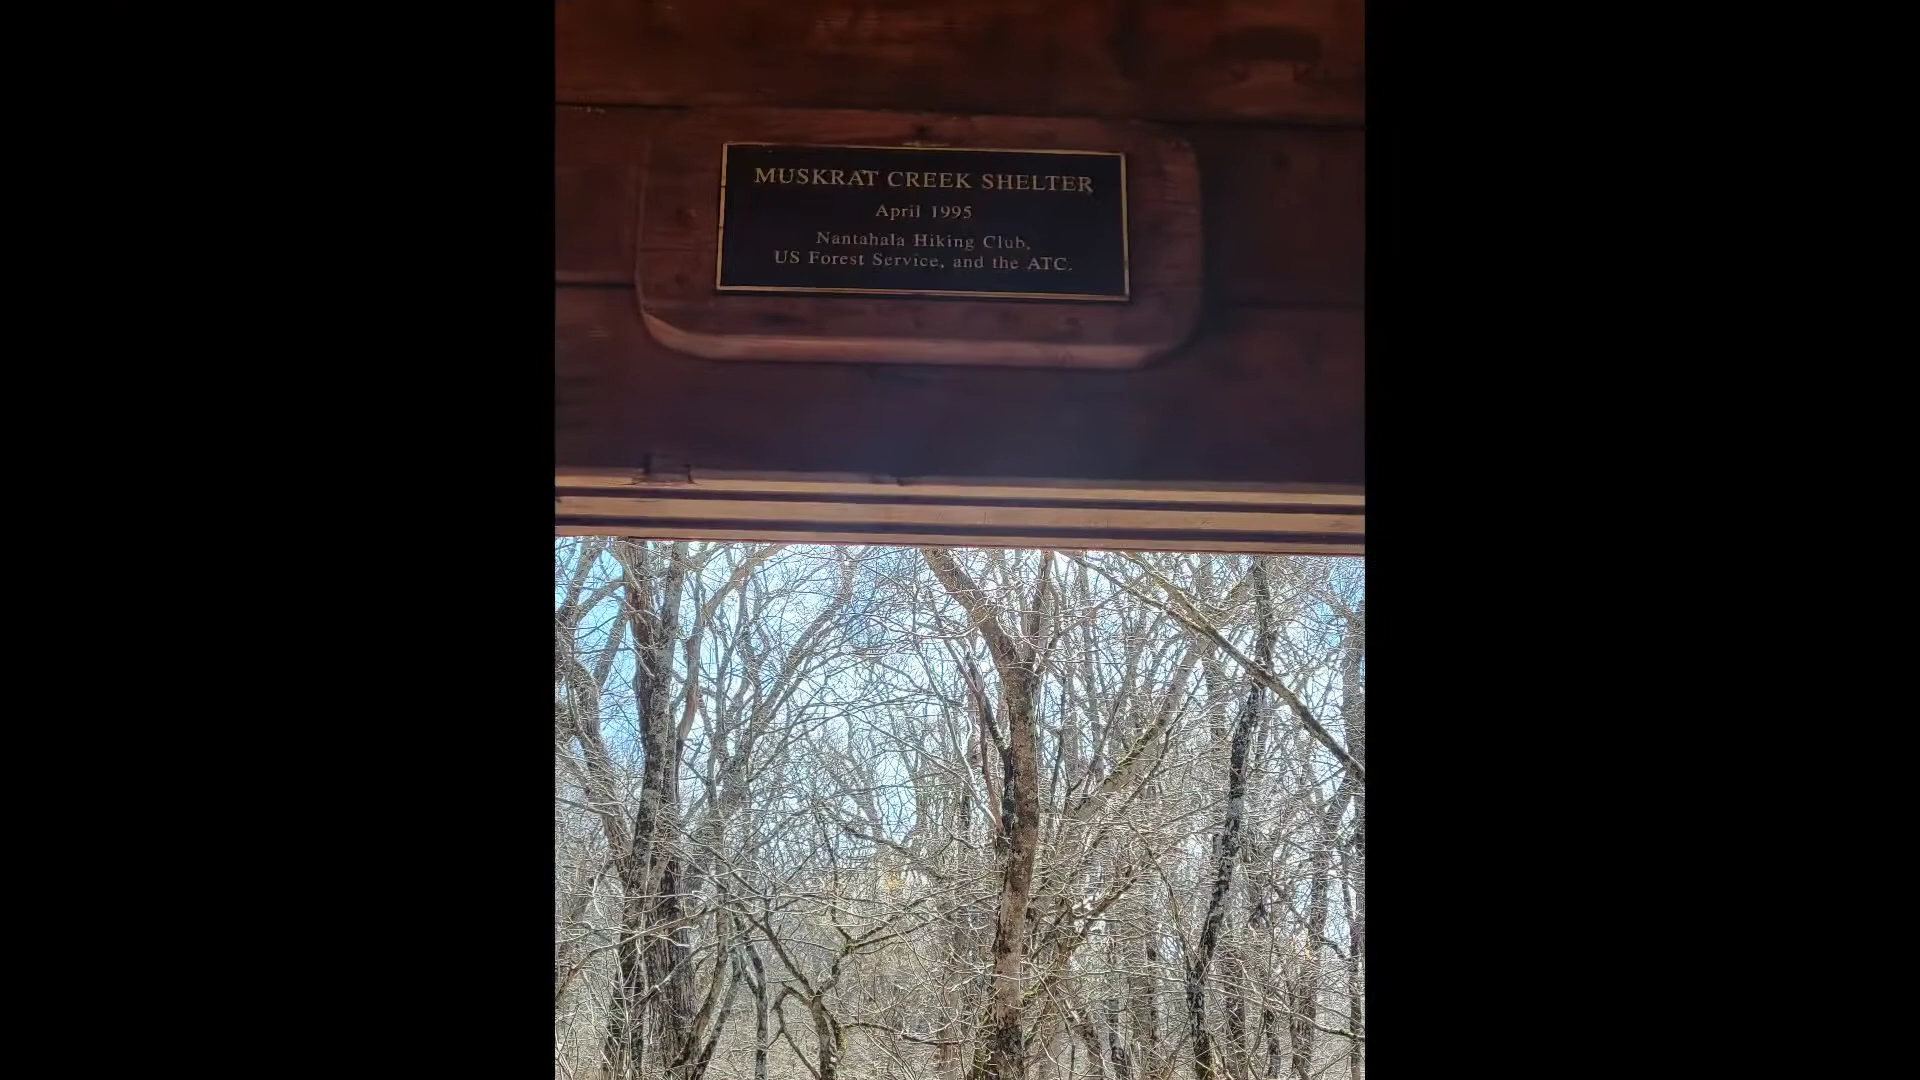 MUSKRAT CREEK SHELTER
April 1995
Nantahala Hiking Club,
US Forest Service, and the ATC.